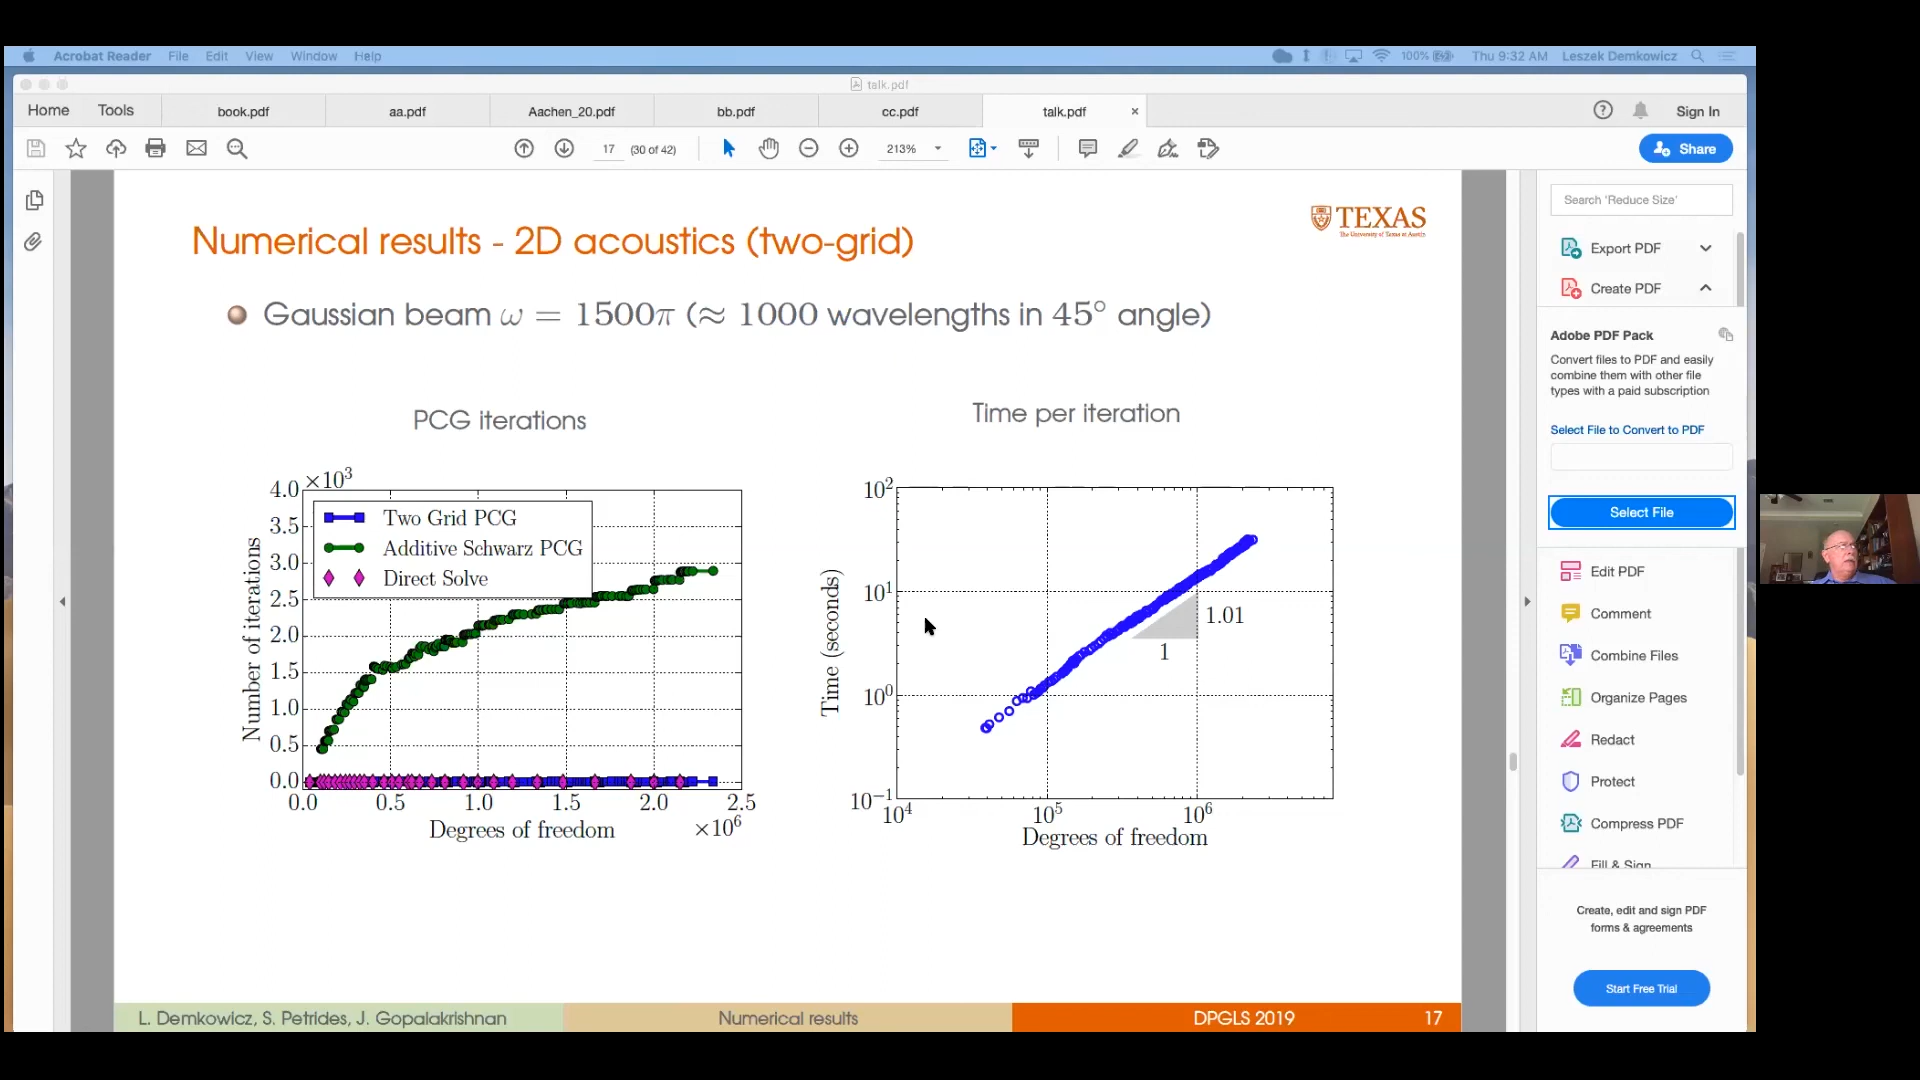 Acrobat Reader File Edit View Window Help 100% Thu 9:32 AM Leszek Demkowicz
talk.pdf
Home Tools book.pdf aa.pdf Aachen_20.pdf bb.pdf cc.pdf talk.pdf × Sign In
17 (30 of 42) 213% Share
TEXAS
The University of Texas at Austin
Numerical results - 2D acoustics (two-grid)
Gaussian beam ω = 1500π (≈ 1000 wavelengths in 45° angle)
PCG iterations
×10³
4.0
3.5
3.0
2.5
2.0
1.5
1.0
0.5
0.0
Number of iterations
Two Grid PCG
Additive Schwarz PCG
Direct Solve
0.0 0.5 1.0 1.5 2.0 2.5
Degrees of freedom ×10⁶
Time per iteration
10²
10¹
10⁰
10⁻¹
Time (seconds)
1.01
1
10⁴ 10⁵ 10⁶
Degrees of freedom
L. Demkowicz, S. Petrides, J. Gopalakrishnan Numerical results DPGLS 2019 17
Search 'Reduce Size'
Export PDF
Create PDF
Adobe PDF Pack
Convert files to PDF and easily
combine them with other file
types with a paid subscription
Select File to Convert to PDF
Select File
Edit PDF
Comment
Combine Files
Organize Pages
Redact
Protect
Compress PDF
Fill & Sign
Create, edit and sign PDF
forms & agreements
Start Free Trial